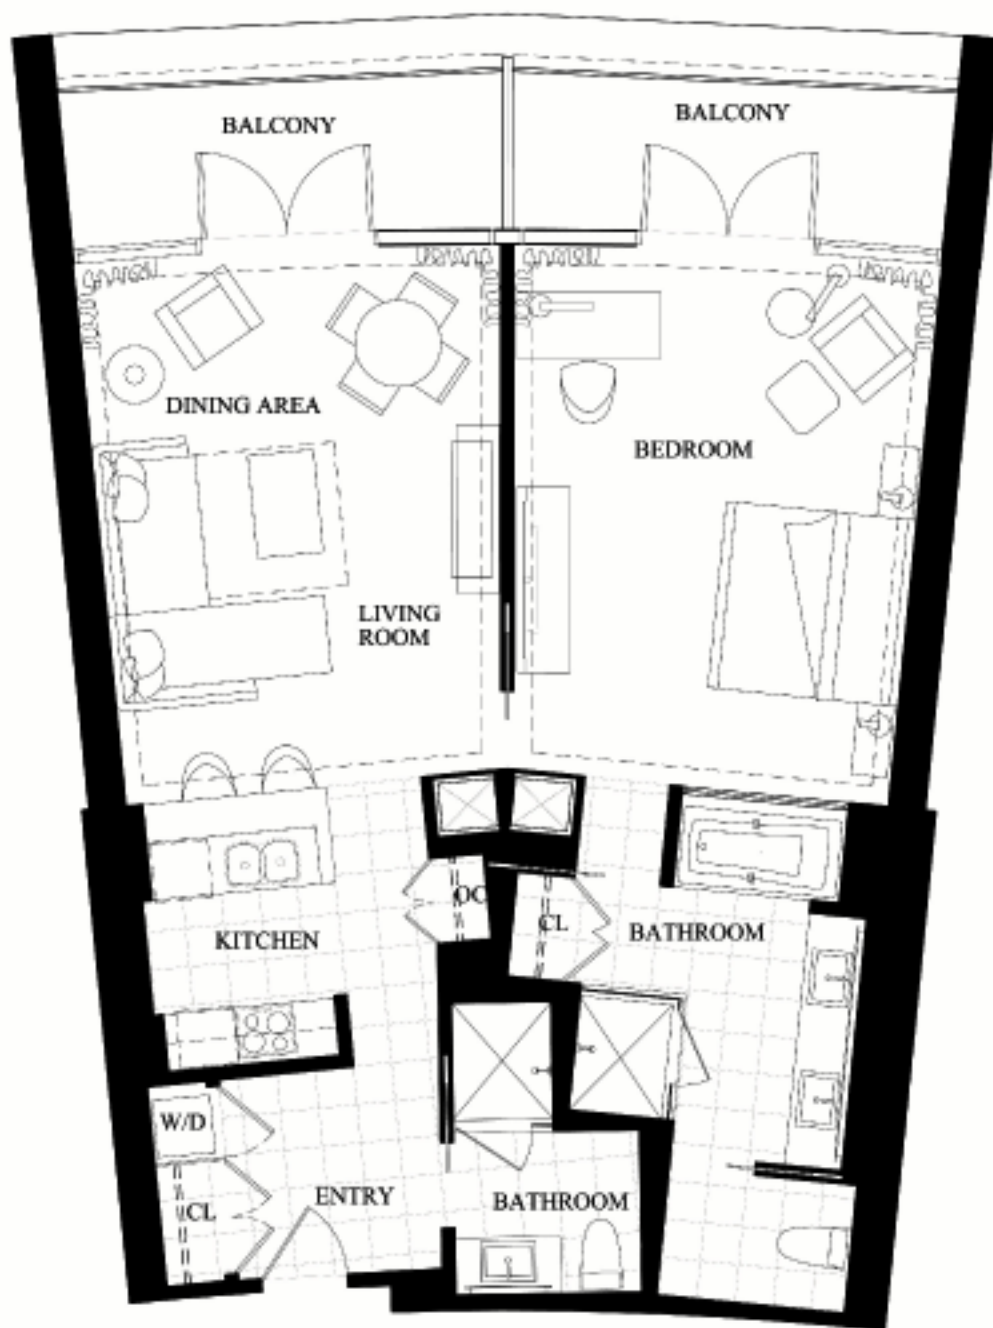 BALCONY
BALCONY
DINING AREA
BEDROOM
LIVING
ROOM
OC
CL
KITCHEN
BATHROOM
W/D
CL
ENTRY
BATHROOM